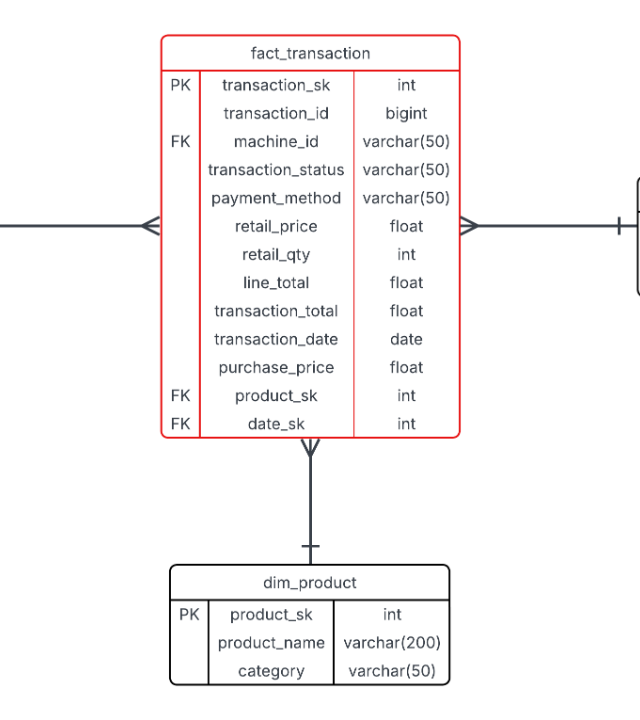 fact_transaction
PK transaction_sk int
transaction_id bigint
FK machine_id varchar(50)
transaction_status varchar(50)
payment_method varchar(50)
retail_price float
retail_qty int
line_total float
transaction_total float
transaction_date date
purchase_price float
FK product_sk int
FK date_sk int
dim_product
PK product_sk int
product_name varchar(200)
category varchar(50)